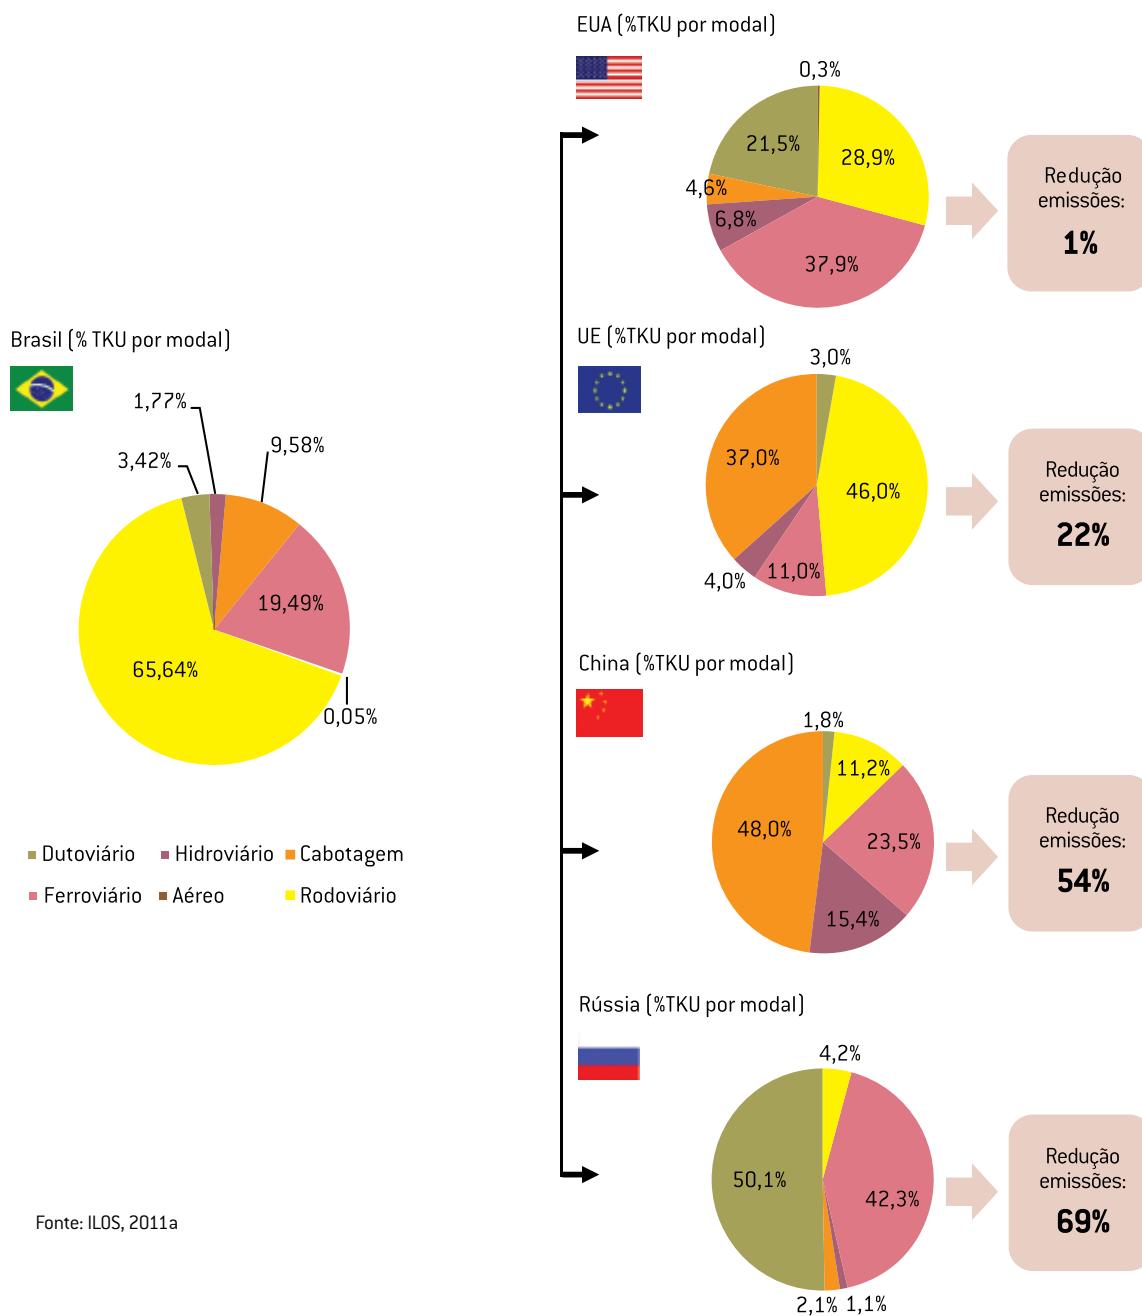 EUA (%TKU por modal)
0,3%
21,5%
28,9%
4,6%
6,8%
37,9%
Redução
emissões:
1%
Brasil (% TKU por modal)
1,77%
9,58%
3,42%
19,49%
65,64%
0,05%
UE (%TKU por modal)
3,0%
37,0%
46,0%
4,0%
11,0%
Redução
emissões:
22%
China (%TKU por modal)
1,8%
11,2%
48,0%
23,5%
15,4%
Redução
emissões:
54%
Dutoviário Hidroviário Cabotagem
Ferroviário Aéreo Rodoviário
Rússia (%TKU por modal)
4,2%
50,1%
42,3%
2,1% 1,1%
Redução
emissões:
69%
Fonte: ILOS, 2011a